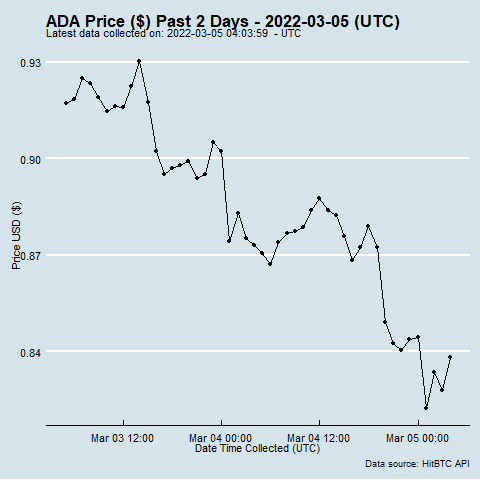 ADA Price ($) Past 2 Days - 2022-03-05 (UTC)
Latest data collected on: 2022-03-05 04:03:59  - UTC
0.93
0.90
0.87
0.84
Price USD ($)
Mar 03 12:00
Mar 04 00:00
Mar 04 12:00
Mar 05 00:00
Date Time Collected (UTC)
Data source: HitBTC API